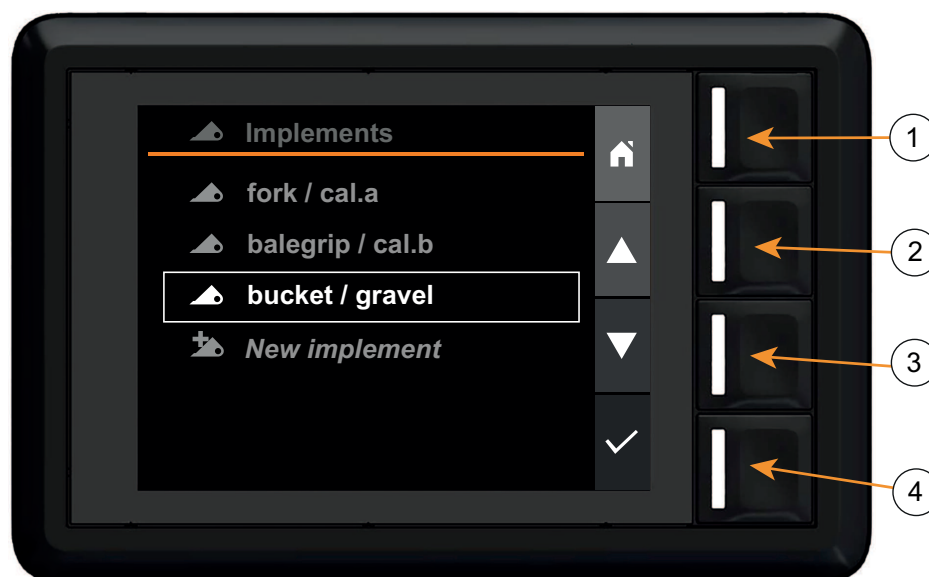 Implements
fork / cal.a
balegrip / cal.b
bucket / gravel
New implement
1
2
3
4